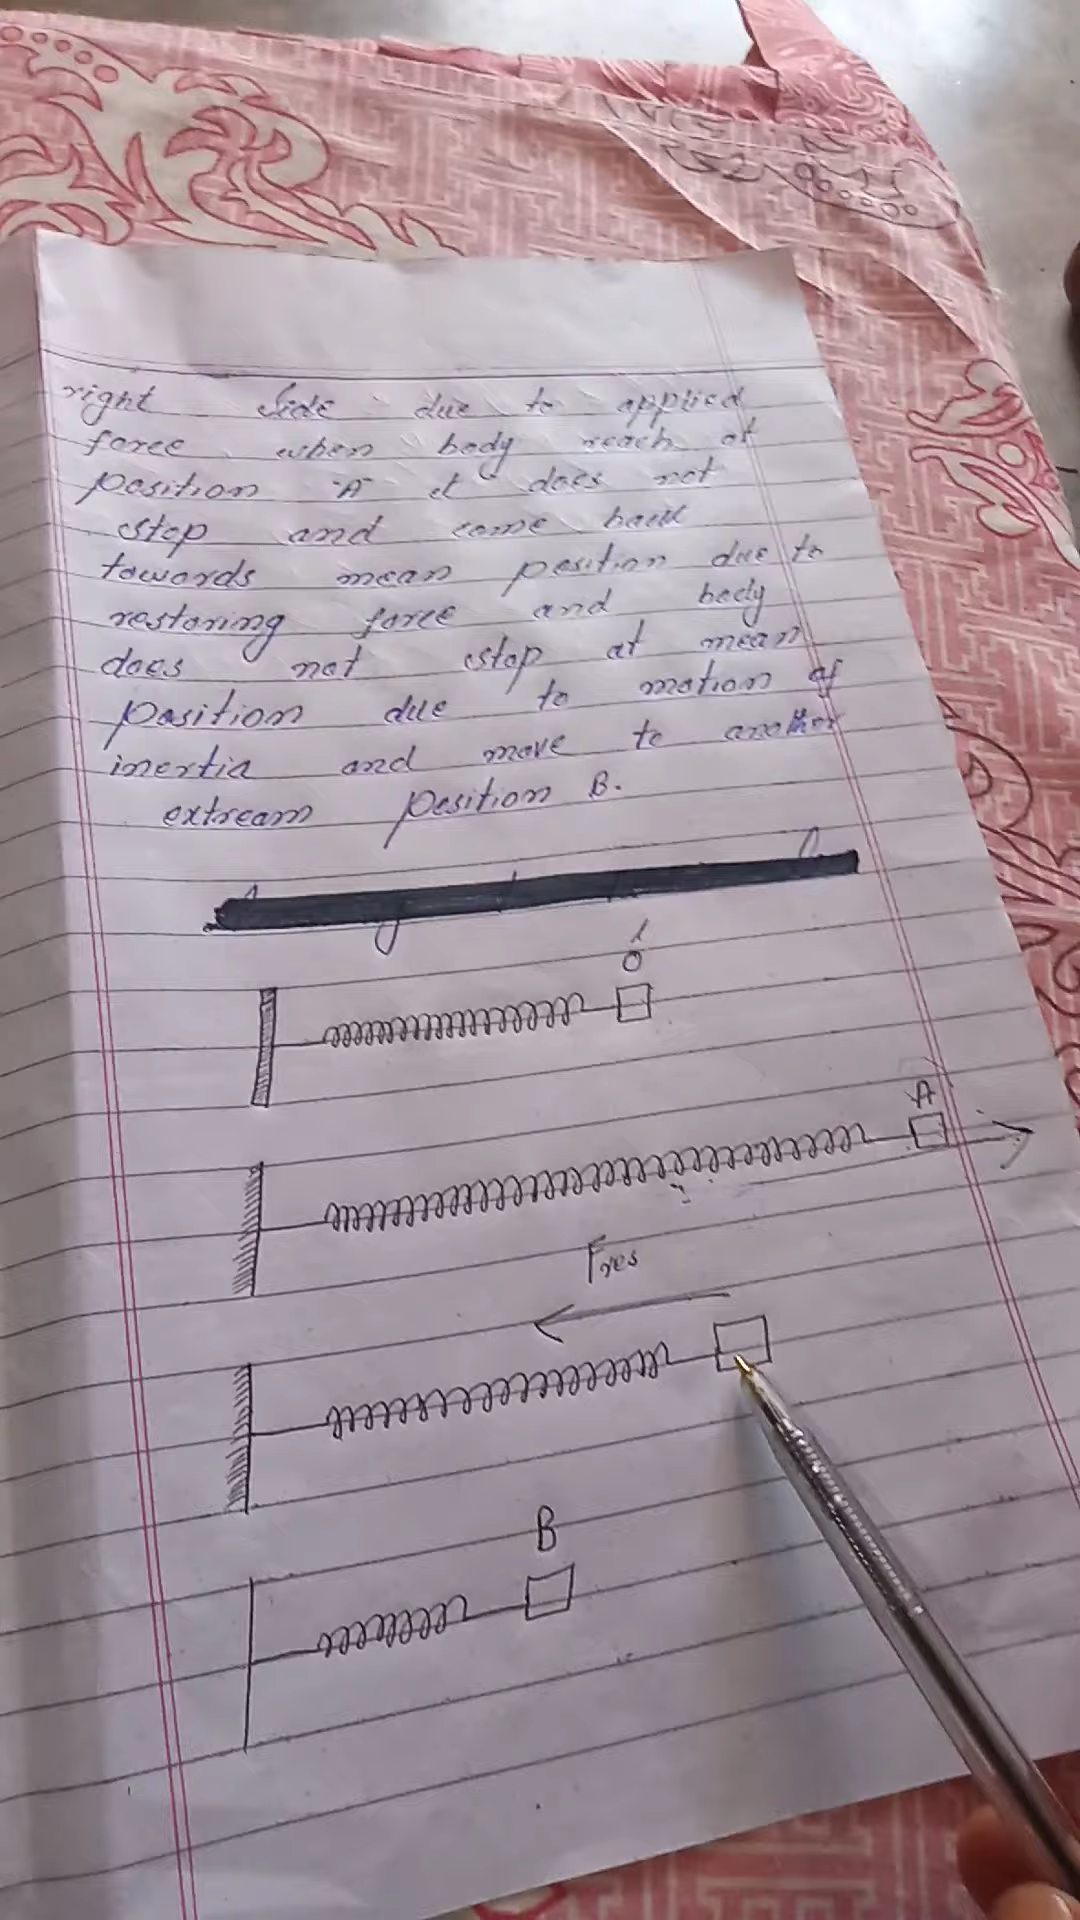 right side due to applied
force when body reach at
position "A" it does not
stop and come back
towards mean position due to
restoring force and body
does not stop at mean
position due to motion of
inertia and move to another
extream position B.
O
A
Fres
B